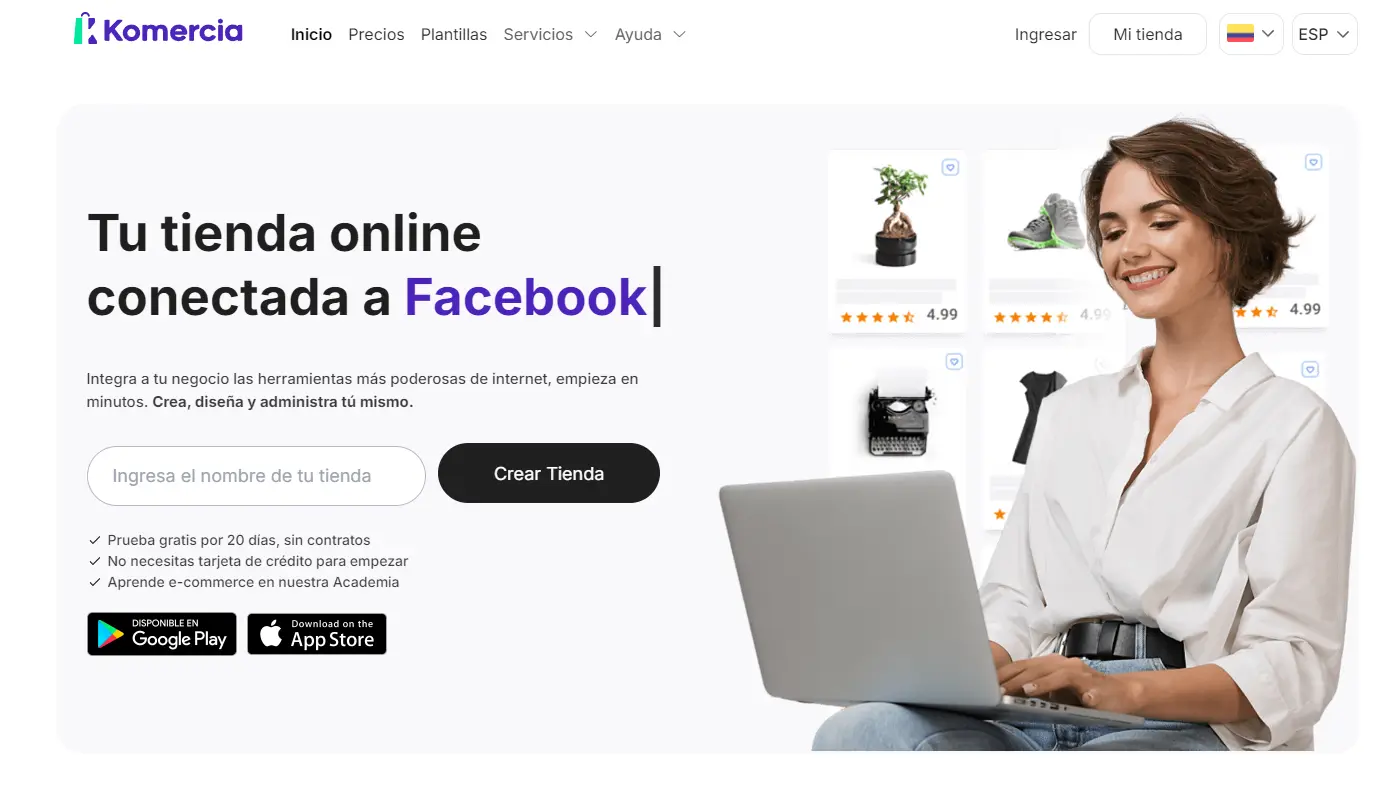 Komercia
Inicio Precios Plantillas Servicios Ayuda
Ingresar Mi tienda ESP
Tu tienda online
conectada a Facebook
Integra a tu negocio las herramientas más poderosas de internet, empieza en
minutos. Crea, diseña y administra tú mismo.
Ingresa el nombre de tu tienda
Crear Tienda
Prueba gratis por 20 días, sin contratos
No necesitas tarjeta de crédito para empezar
Aprende e-commerce en nuestra Academia
DISPONIBLE EN
Google Play
Download on the
App Store
4.99
4.99
4.99